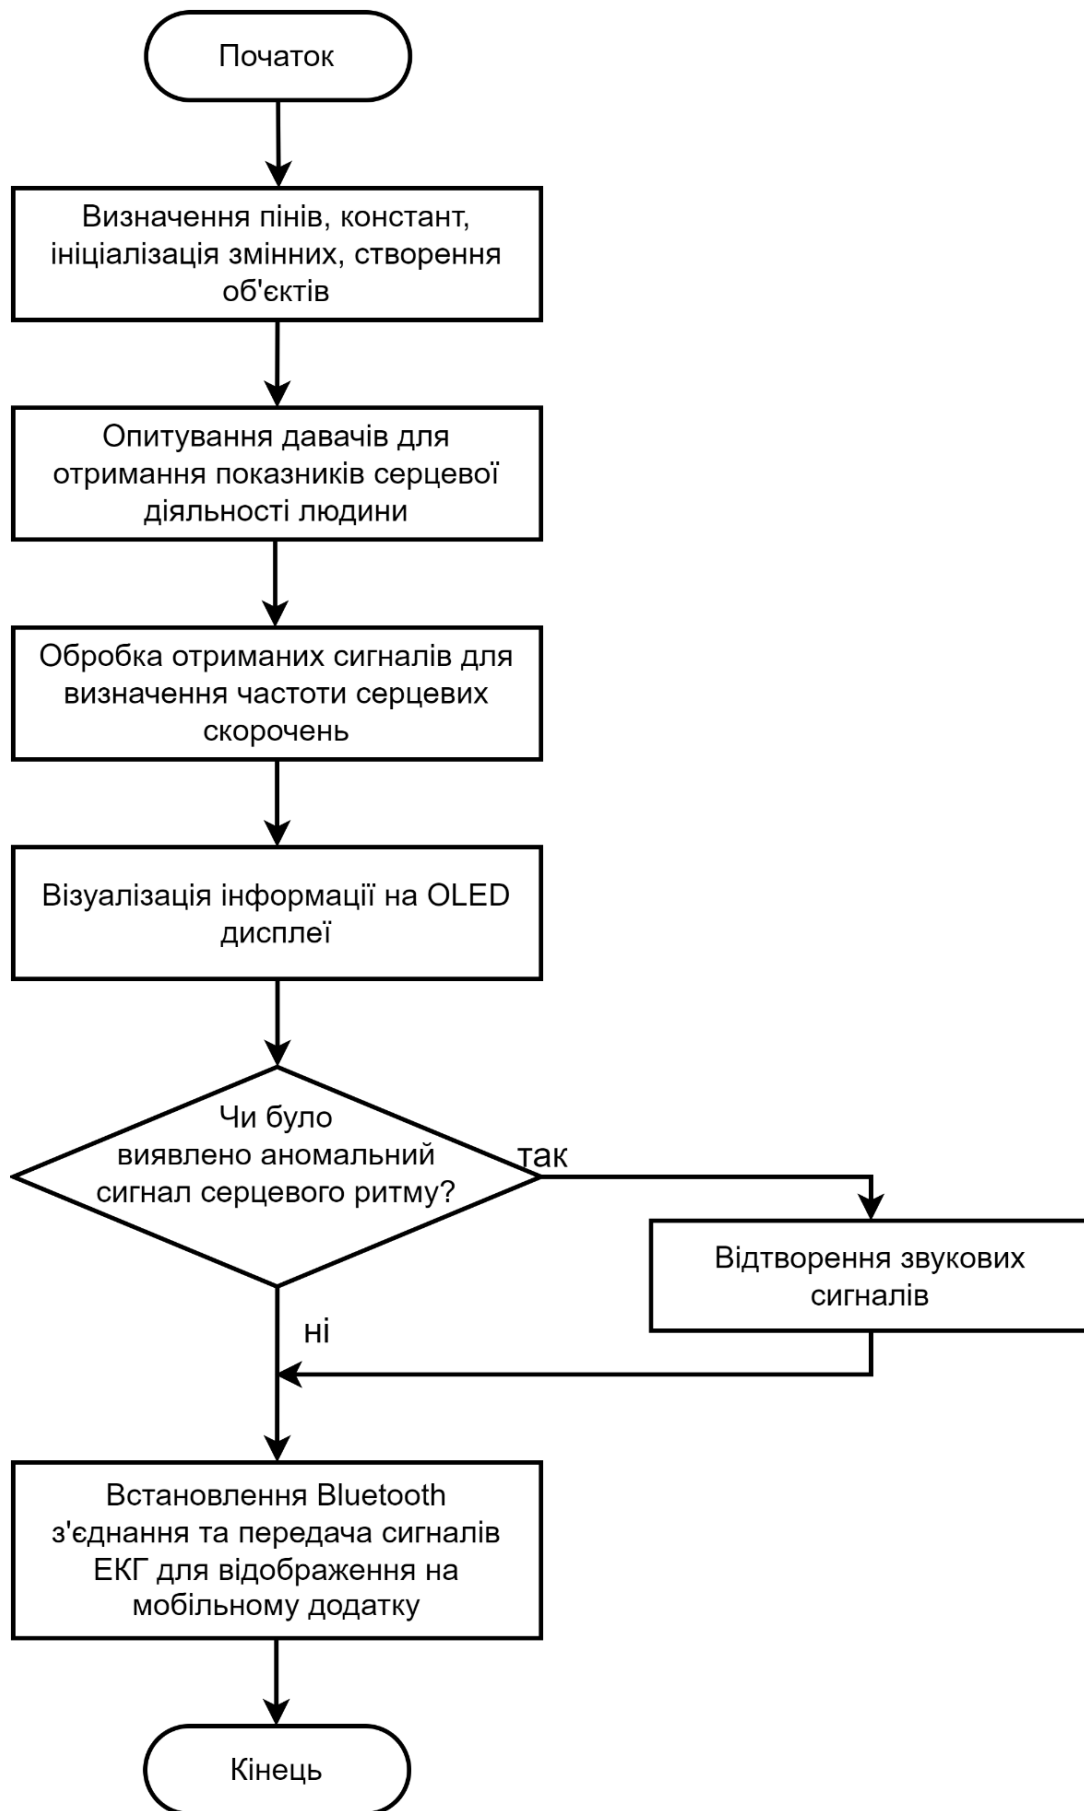 Початок
Визначення пінів, констант,
ініціалізація змінних, створення
об'єктів
Опитування давачів для
отримання показників серцевої
діяльності людини
Обробка отриманих сигналів для
визначення частоти серцевих
скорочень
Візуалізація інформації на OLED
дисплеї
Чи було
виявлено аномальний
сигнал серцевого ритму?
так
Відтворення звукових
сигналів
ні
Встановлення Bluetooth
з'єднання та передача сигналів
ЕКГ для відображення на
мобільному додатку
Кінець